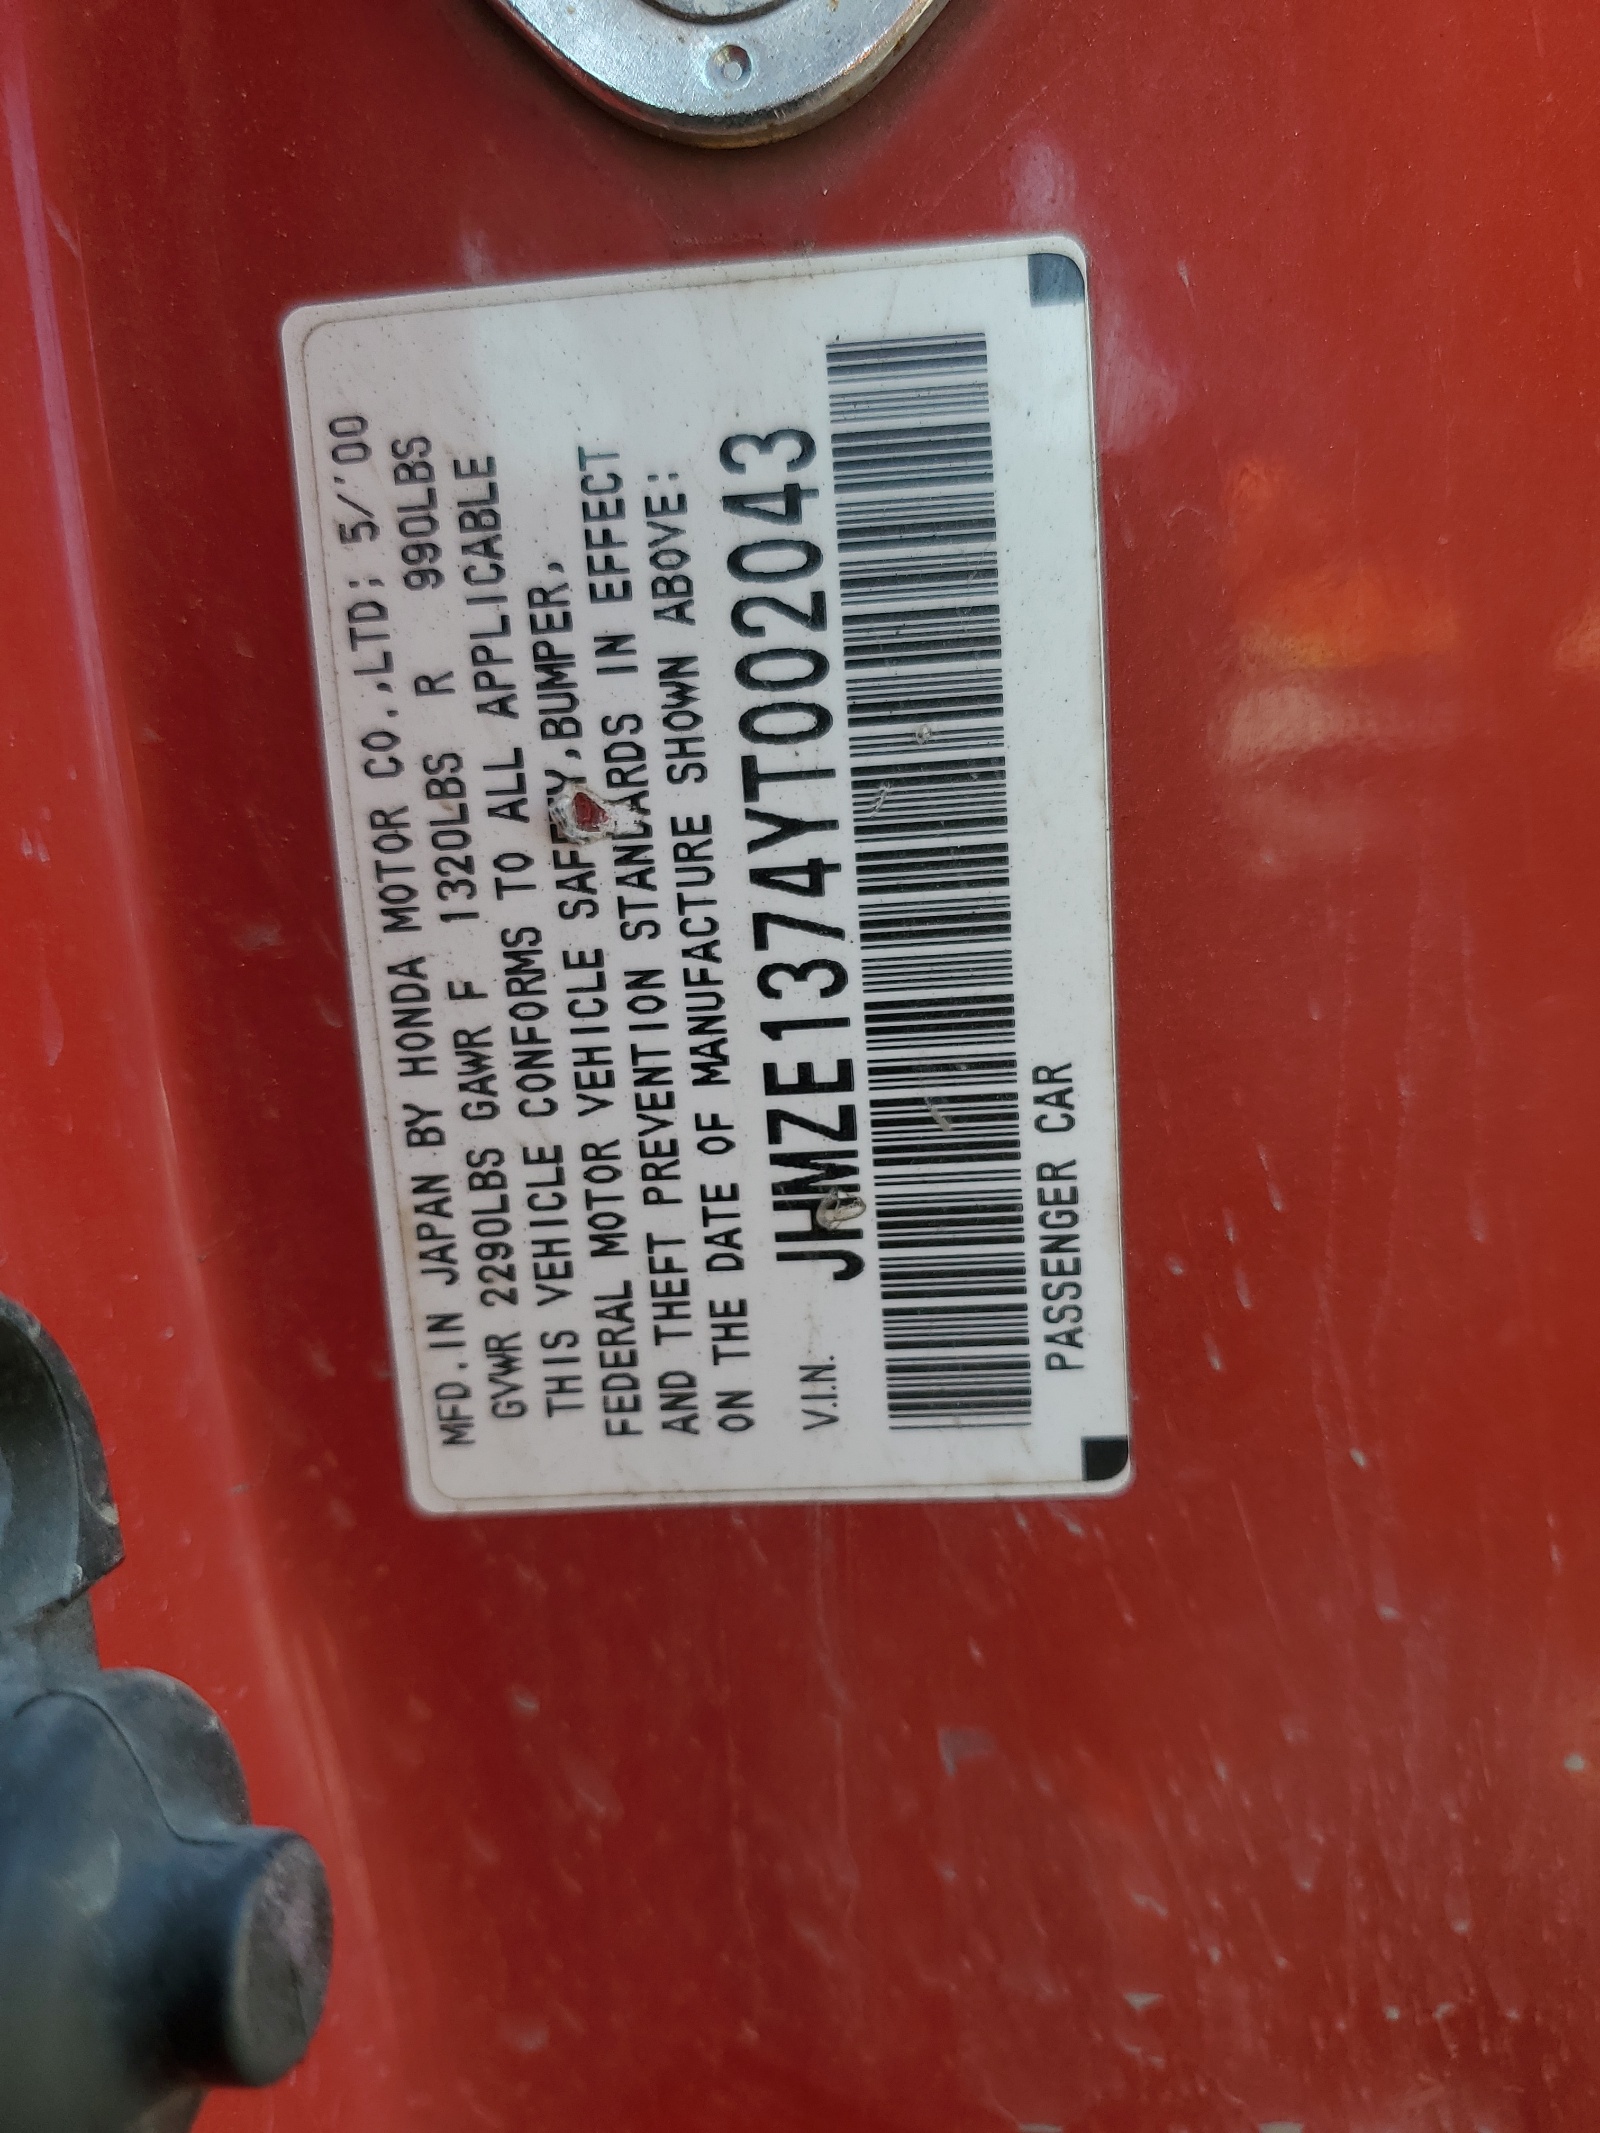 MFD. IN JAPAN BY HONDA MOTOR CO.,LTD; 5/'00
GVWR 2290LBS GAWR F 1320LBS R 990LBS
THIS VEHICLE CONFORMS TO ALL APPLICABLE
FEDERAL MOTOR VEHICLE SAFETY,BUMPER,
AND THEFT PREVENTION STANDARDS IN EFFECT
ON THE DATE OF MANUFACTURE SHOWN ABOVE:
V.I.N. JHMZE1374YT002043
PASSENGER CAR